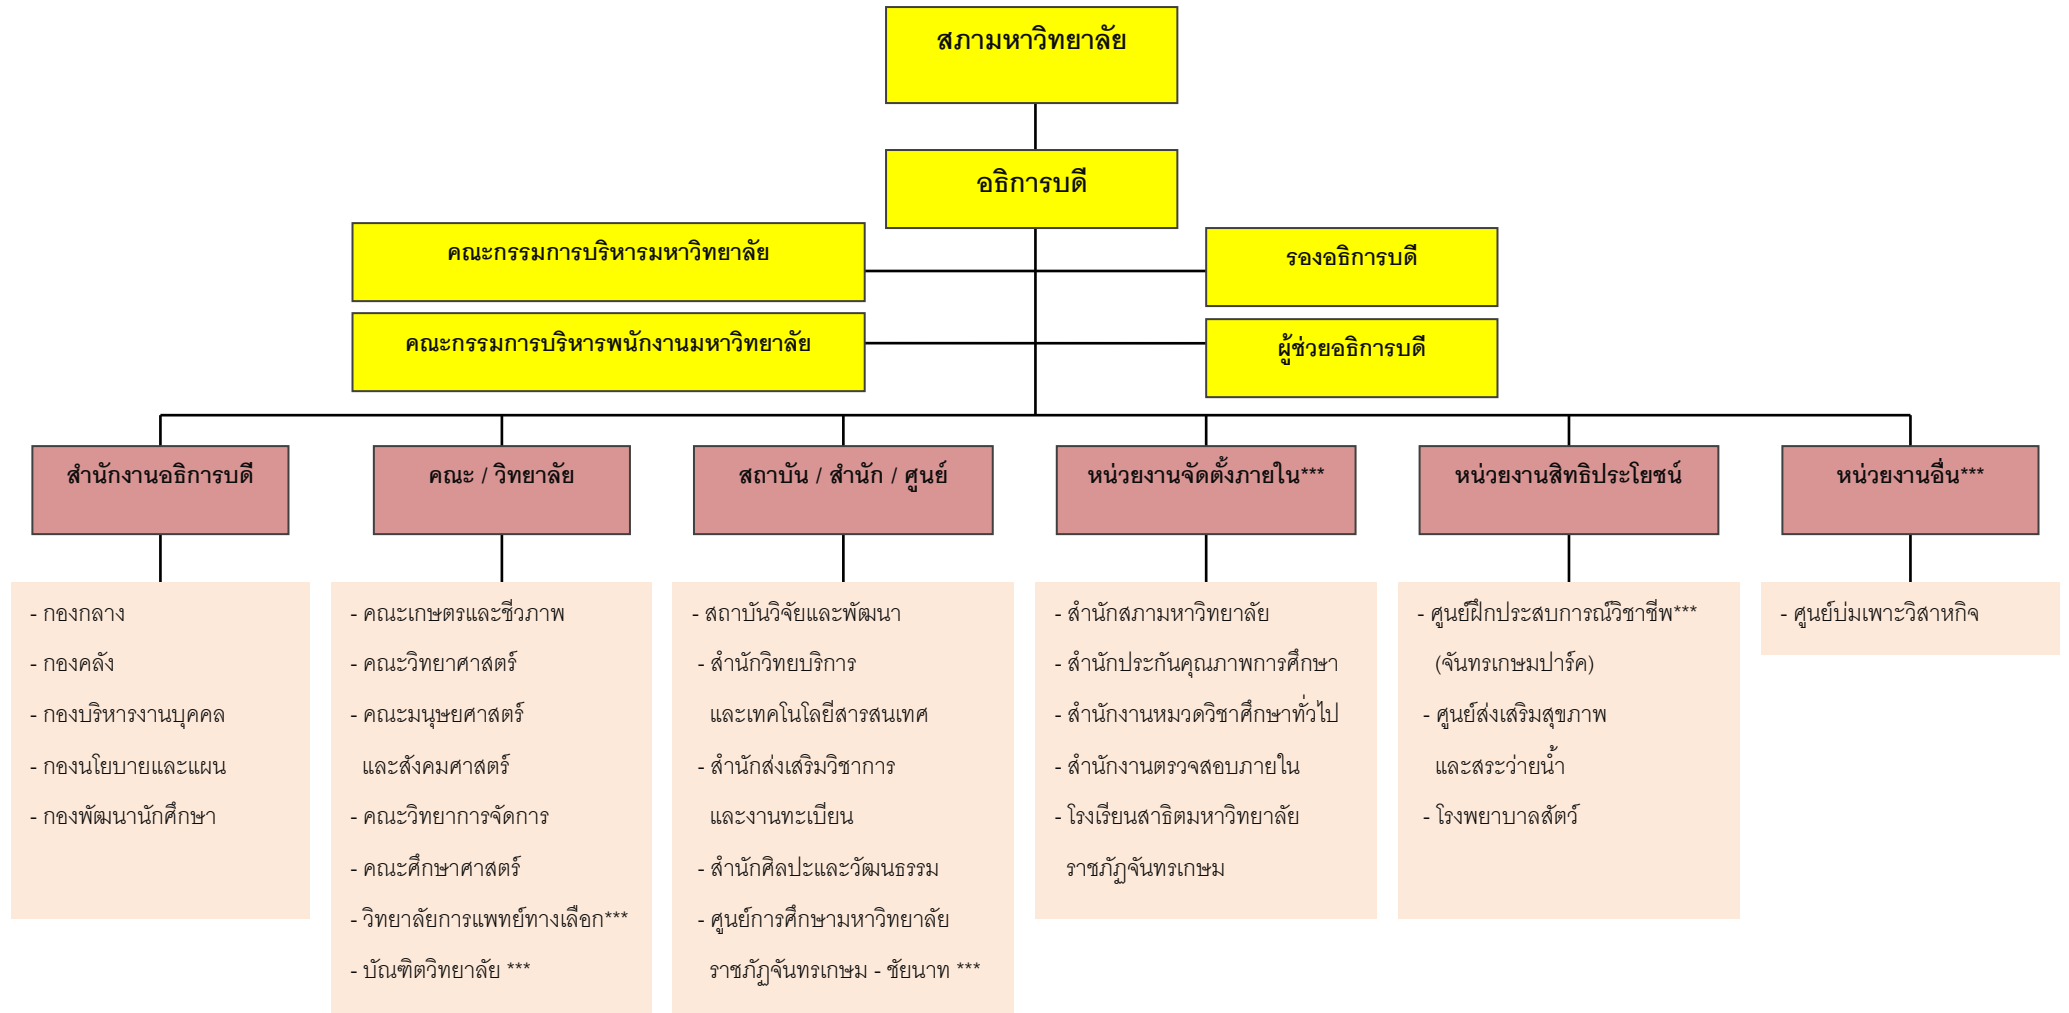 สภามหาวิทยาลัย
อธิการบดี
คณะกรรมการบริหารมหาวิทยาลัย
รองอธิการบดี
คณะกรรมการบริหารพนักงานมหาวิทยาลัย
ผู้ช่วยอธิการบดี
สำนักงานอธิการบดี
- กองกลาง
- กองคลัง
- กองบริหารงานบุคคล
- กองนโยบายและแผน
- กองพัฒนานักศึกษา
คณะ / วิทยาลัย
- คณะเกษตรและชีวภาพ
- คณะวิทยาศาสตร์
- คณะมนุษยศาสตร์
และสังคมศาสตร์
- คณะวิทยาการจัดการ
- คณะศึกษาศาสตร์
- วิทยาลัยการแพทย์ทางเลือก***
- บัณฑิตวิทยาลัย ***
สถาบัน / สำนัก / ศูนย์
- สถาบันวิจัยและพัฒนา
- สำนักวิทยบริการ
และเทคโนโลยีสารสนเทศ
- สำนักส่งเสริมวิชาการ
และงานทะเบียน
- สำนักศิลปะและวัฒนธรรม
- ศูนย์การศึกษามหาวิทยาลัย
ราชภัฏจันทรเกษม - ชัยนาท ***
หน่วยงานจัดตั้งภายใน***
- สำนักสภามหาวิทยาลัย
- สำนักประกันคุณภาพการศึกษา
- สำนักงานหมวดวิชาศึกษาทั่วไป
- สำนักงานตรวจสอบภายใน
- โรงเรียนสาธิตมหาวิทยาลัย
ราชภัฏจันทรเกษม
หน่วยงานสิทธิประโยชน์
- ศูนย์ฝึกประสบการณ์วิชาชีพ***
(จันทรเกษมปาร์ค)
- ศูนย์ส่งเสริมสุขภาพ
และสระว่ายน้ำ
- โรงพยาบาลสัตว์
หน่วยงานอื่น***
- ศูนย์บ่มเพาะวิสาหกิจ